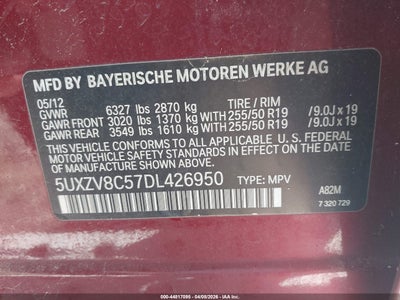 MFD BY BAYERISCHE MOTOREN WERKE AG
05/12
GVWR 6327 lbs 2870 kg TIRE / RIM
GAWR FRONT 3020 lbs 1370 kg WITH 255/50 R19 / 9.0J x 19
GAWR REAR 3549 lbs 1610 kg WITH 255/50 R19 / 9.0J x 19
THIS VEHICLE CONFORMS TO ALL APPLICABLE U.S.
FEDERAL MOTOR VEHICLE SAFETY STANDARDS IN
EFFECT ON THE DATE OF MANUFACTURE SHOWN ABOVE.
5UXZV8C57DL426950 TYPE: MPV
A82M
7 320 729
ID: 000-44817095 - 04/09/2026 - © IAA, Inc.